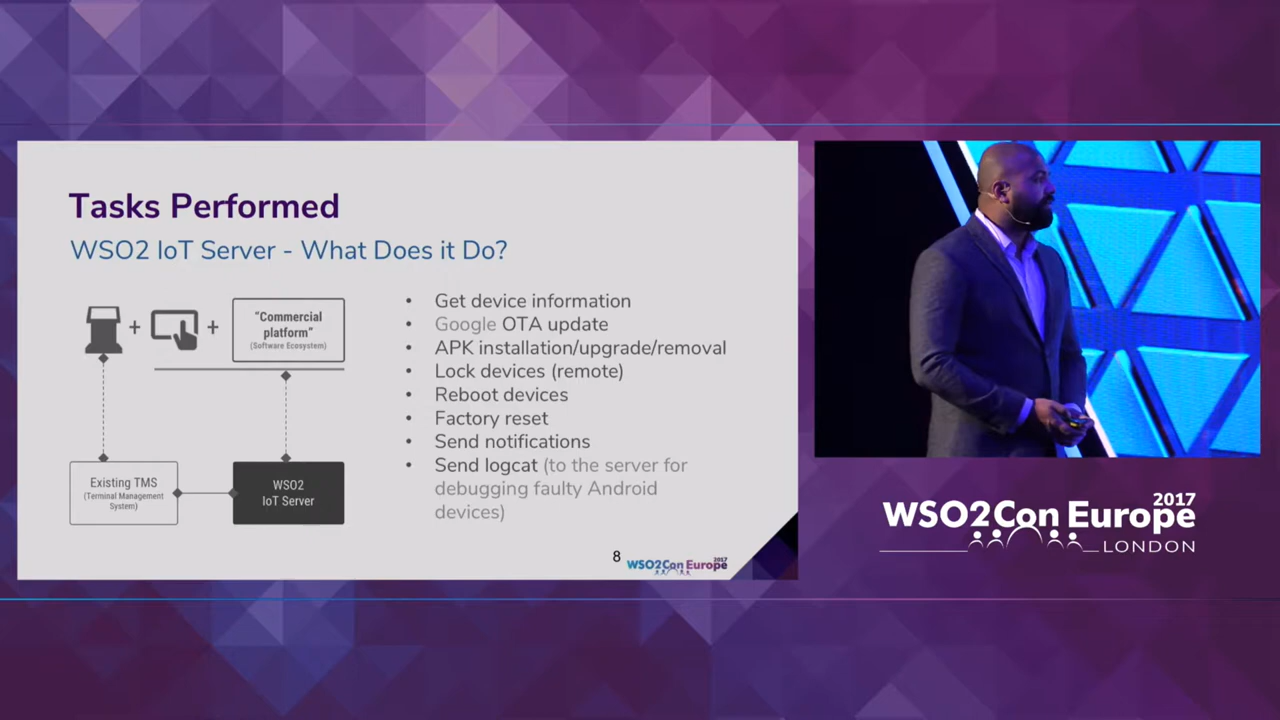 Tasks Performed
WSO2 IoT Server - What Does it Do?
+
+
“Commercial
platform”
(Software Ecosystem)
Existing TMS
(Terminal Management
System)
WSO2
IoT Server
• Get device information
• Google OTA update
• APK installation/upgrade/removal
• Lock devices (remote)
• Reboot devices
• Factory reset
• Send notifications
• Send logcat (to the server for
debugging faulty Android
devices)
8
WSO2Con Europe 2017
WSO2Con Europe 2017
LONDON